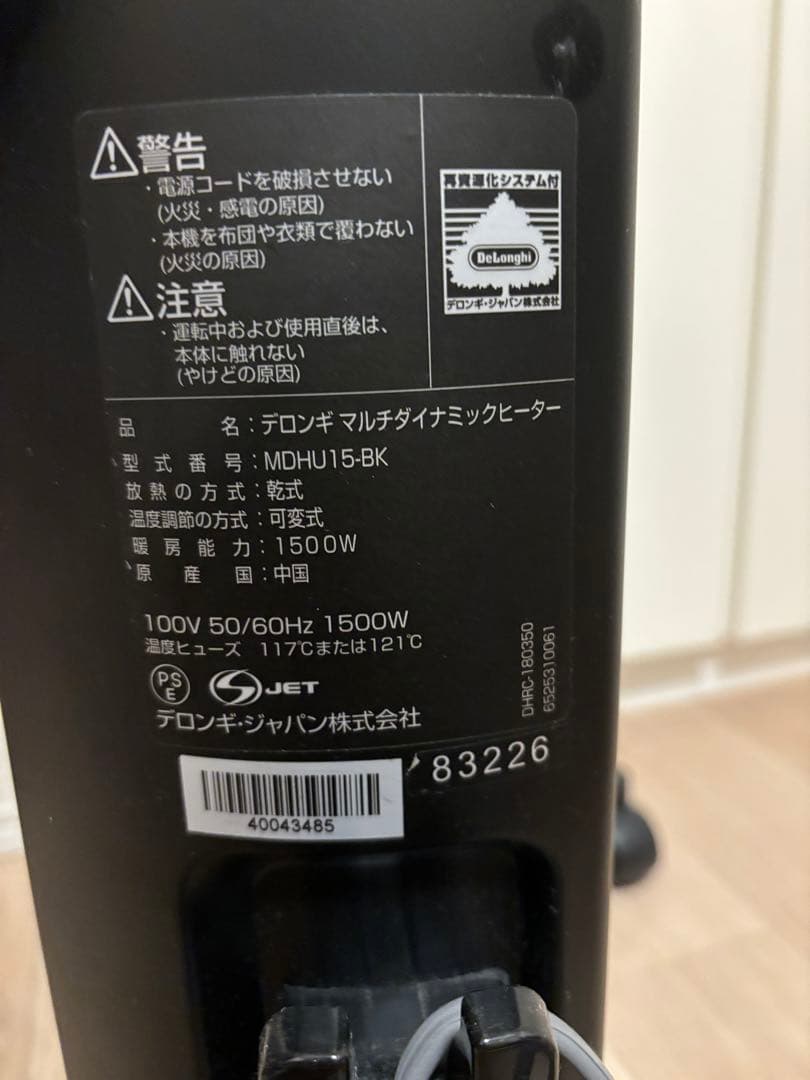 警告
・電源コードを破損させない
(火災・感電の原因)
・本機を布団や衣類で覆わない
(火災の原因)
注意
・運転中および使用直後は、
本体に触れない
(やけどの原因)
再資源化システム付
DeLonghi
デロンギ・ジャパン株式会社
品名：デロンギ マルチダイナミックヒーター
型式番号：MDHU15-BK
放熱の方式：乾式
温度調節の方式：可変式
暖房能力：1500W
原産国：中国
100V 50/60Hz 1500W
温度ヒューズ 117℃または121℃
PSE
JET
デロンギ・ジャパン株式会社
DHRC-180350
6525310061
83226
40043485